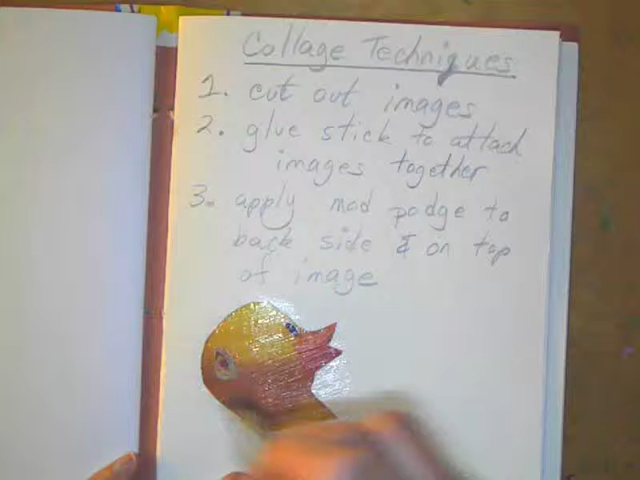 Collage Techniques
1. cut out images
2. glue stick to attach
images together
3. apply mod podge to
back side & on top
of image